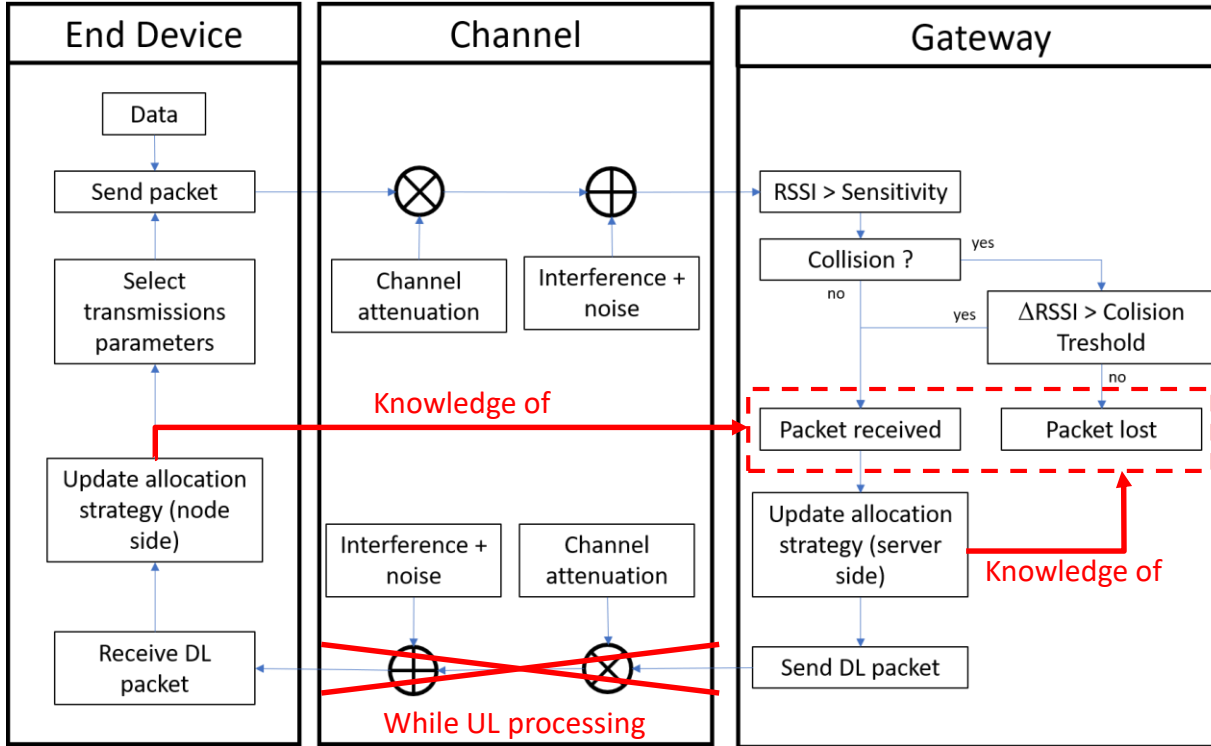 End Device
Channel
Gateway
Data
Send packet
Select
transmissions
parameters
Update allocation
strategy (node
side)
Receive DL
packet
Channel
attenuation
Interference +
noise
Knowledge of
Interference +
noise
Channel
attenuation
While UL processing
RSSI > Sensitivity
Collision ?
yes
no
yes
ΔRSSI > Colision
Treshold
no
Packet received
Packet lost
Update allocation
strategy (server
side)
Knowledge of
Send DL packet